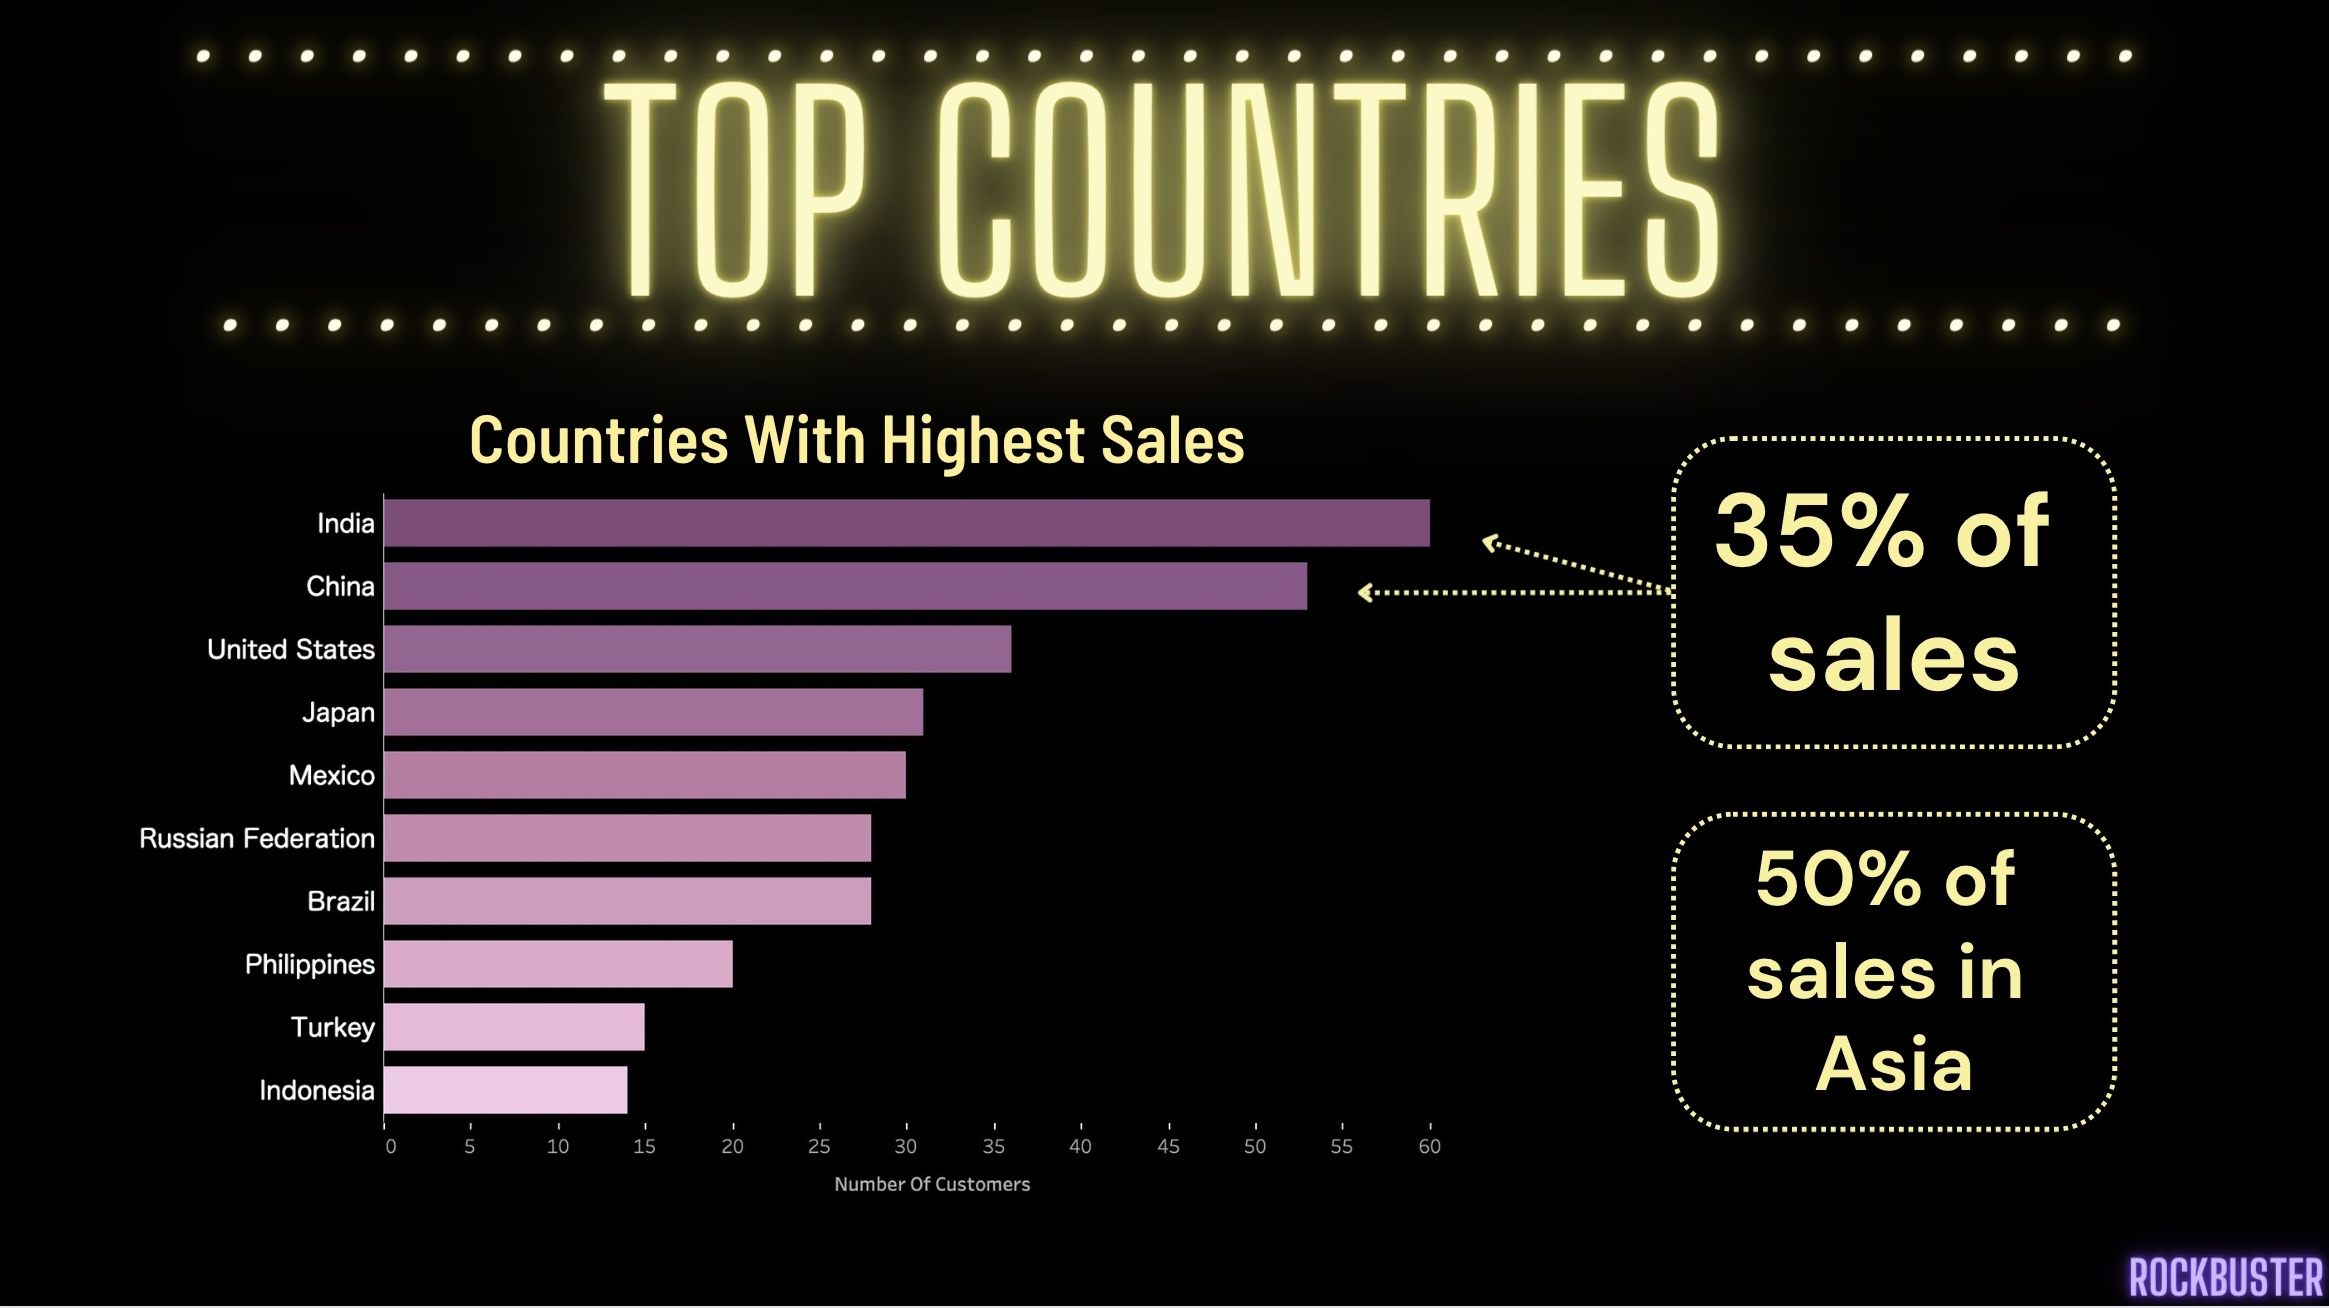 TOP COUNTRIES
Countries With Highest Sales
India
China
United States
Japan
Mexico
Russian Federation
Brazil
Philippines
Turkey
Indonesia
0 5 10 15 20 25 30 35 40 45 50 55 60
Number Of Customers
35% of
sales
50% of
sales in
Asia
ROCKBUSTER